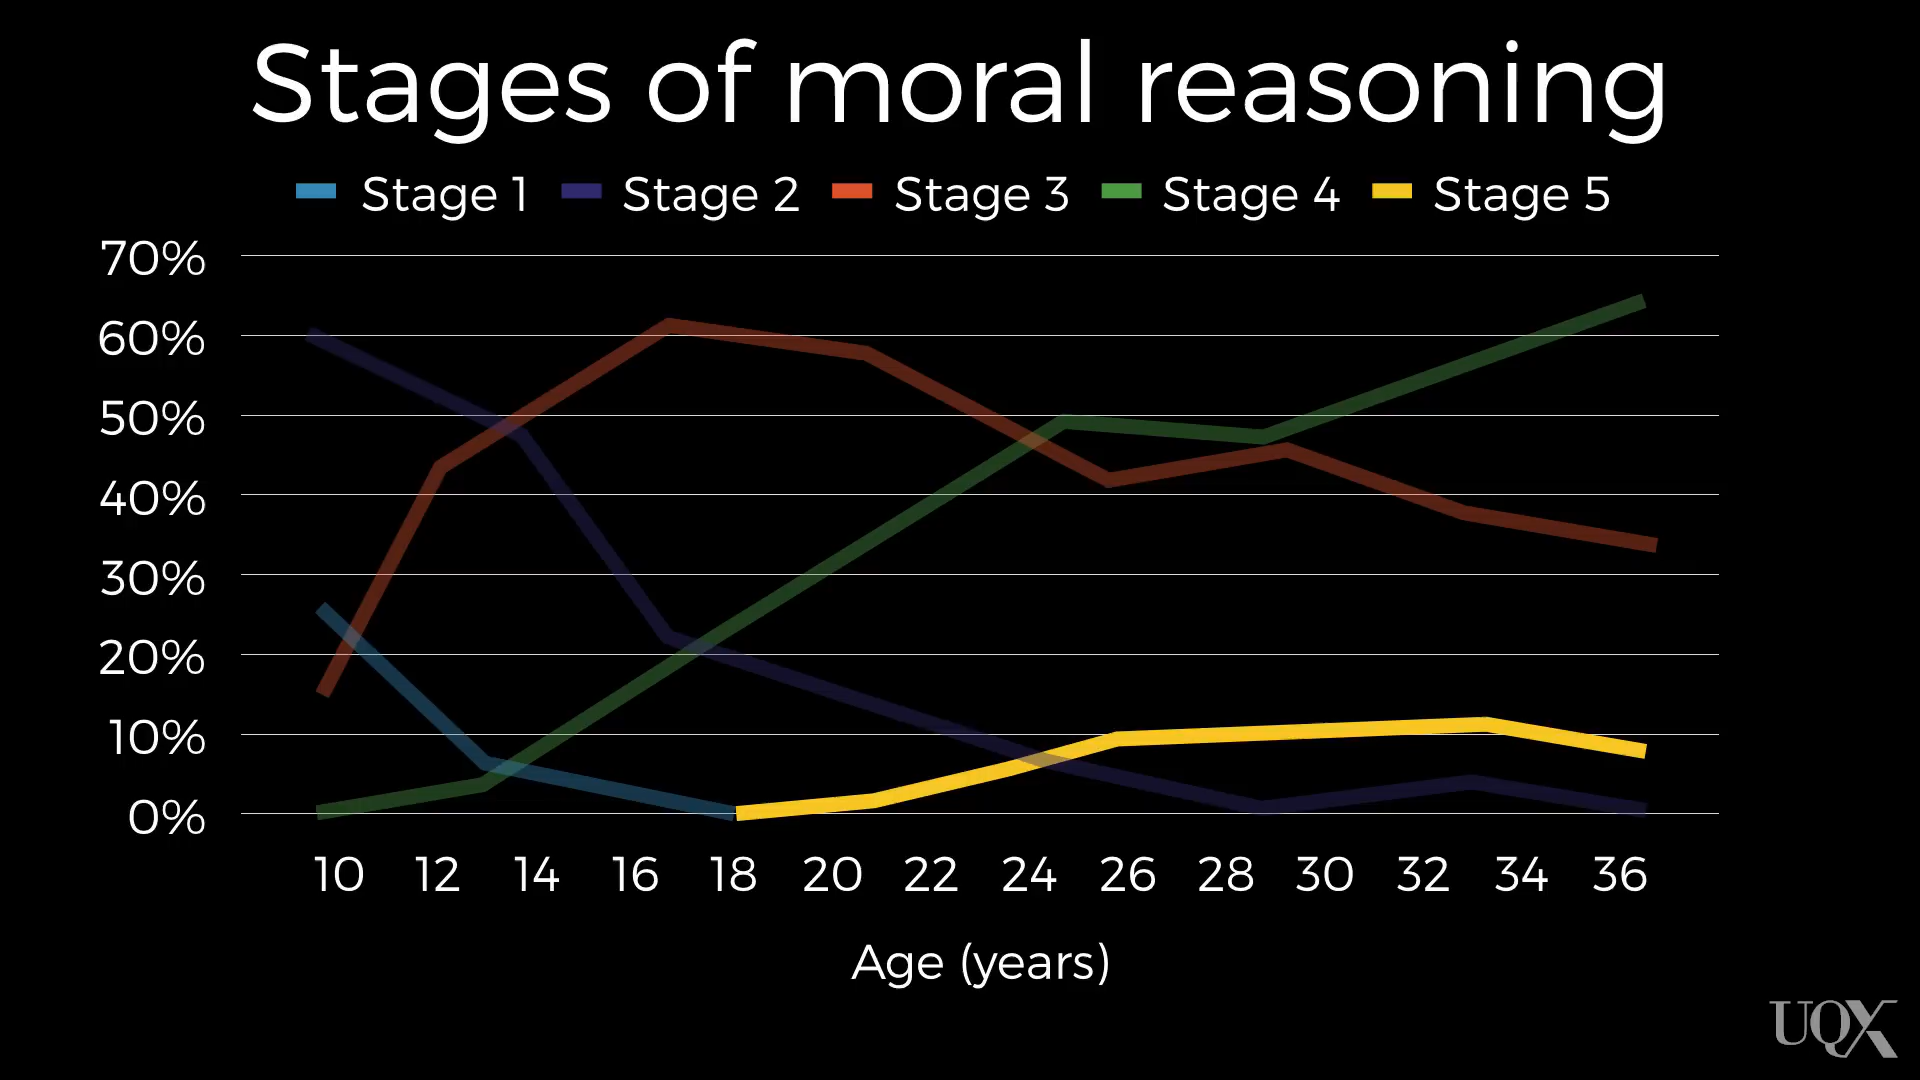 Stages of moral reasoning
Stage 1 Stage 2 Stage 3 Stage 4 Stage 5
70%
60%
50%
40%
30%
20%
10%
0%
10 12 14 16 18 20 22 24 26 28 30 32 34 36
Age (years)
UQX